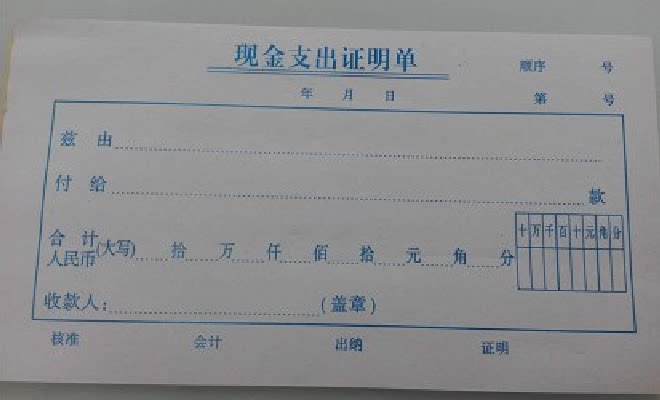 现金支出证明单
顺序 号
年 月 日 第 号
兹 由
付 给 款
合 计
人民币(大写) 拾 万 仟 佰 拾 元 角 分
十万千百十元角分
收款人: (盖章)
核准 会计 出纳 证明